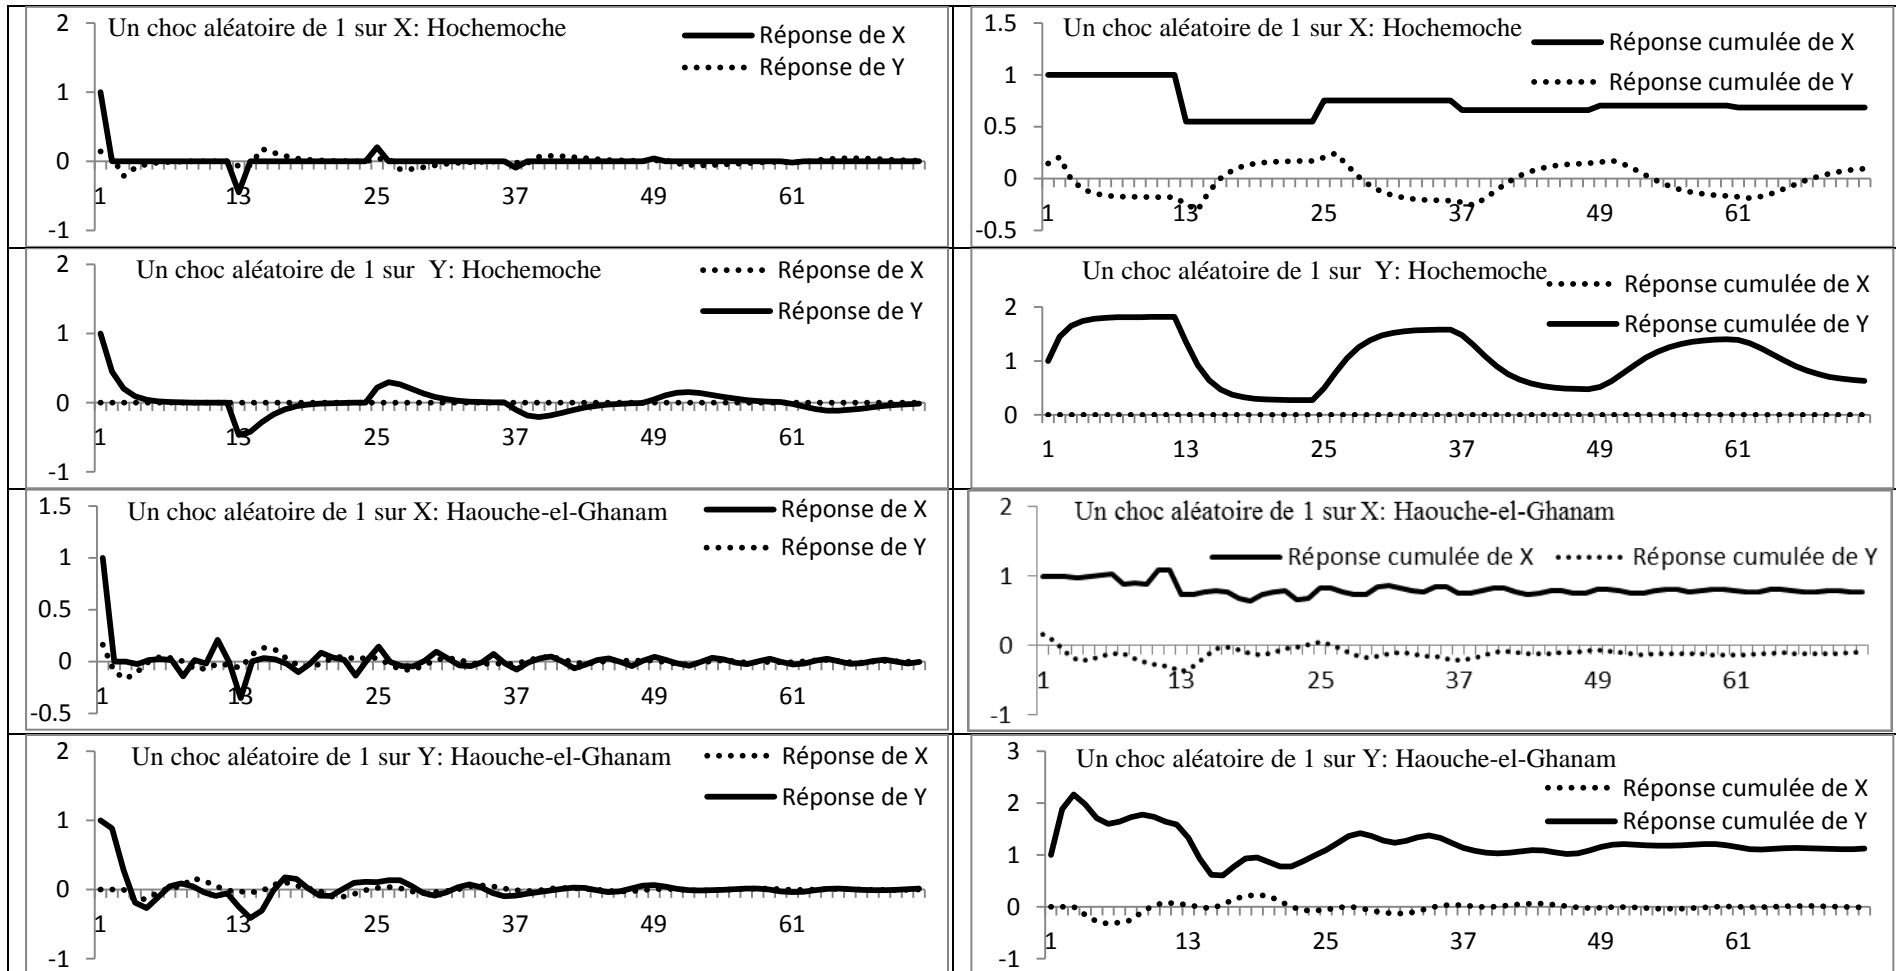 Un choc aléatoire de 1 sur X: Hochemoche
Réponse de X
Réponse de Y
2
1
0
-1
1 13 25 37 49 61
Un choc aléatoire de 1 sur X: Hochemoche
Réponse cumulée de X
Réponse cumulée de Y
1.5
1
0.5
0
-0.5
1 13 25 37 49 61
Un choc aléatoire de 1 sur Y: Hochemoche
Réponse de X
Réponse de Y
2
1
0
-1
1 13 25 37 49 61
Un choc aléatoire de 1 sur Y: Hochemoche
Réponse cumulée de X
Réponse cumulée de Y
2
1
0
1 13 25 37 49 61
Un choc aléatoire de 1 sur X: Haouche-el-Ghanam
Réponse de X
Réponse de Y
1.5
1
0.5
0
-0.5
1 13 25 37 49 61
Un choc aléatoire de 1 sur X: Haouche-el-Ghanam
Réponse cumulée de X Réponse cumulée de Y
2
1
0
-1
1 13 25 37 49 61
Un choc aléatoire de 1 sur Y: Haouche-el-Ghanam
Réponse de X
Réponse de Y
2
1
0
-1
1 13 25 37 49 61
Un choc aléatoire de 1 sur Y: Haouche-el-Ghanam
Réponse cumulée de X
Réponse cumulée de Y
3
2
1
0
-1
1 13 25 37 49 61